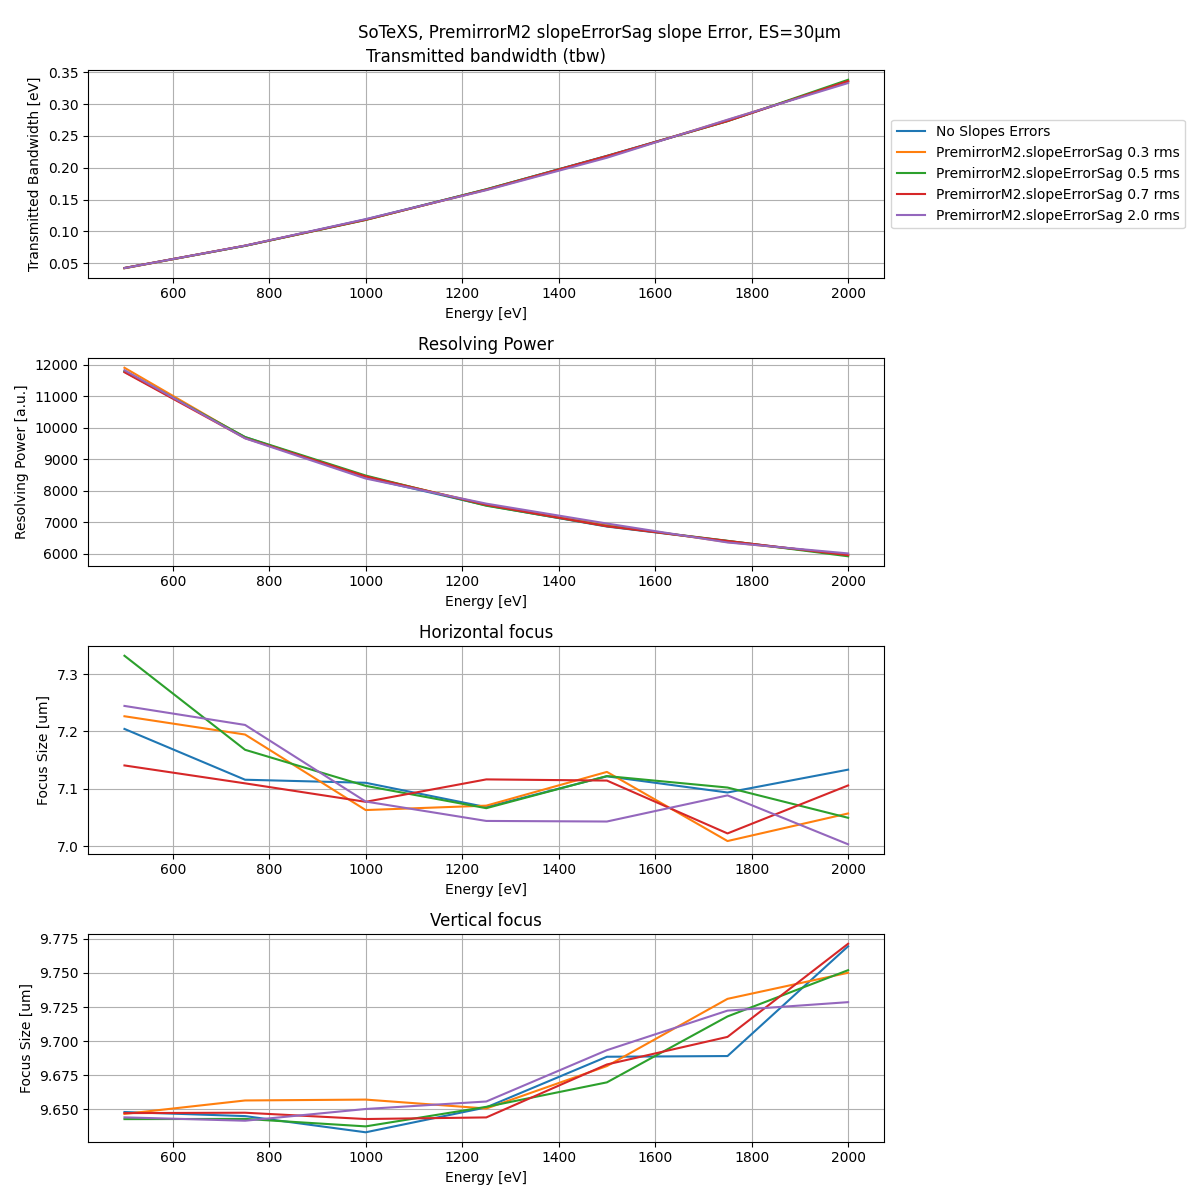 SoTeXS, PremirrorM2 slopeErrorSag slope Error, ES=30μm
Transmitted bandwidth (tbw)
0.35
0.30
0.25
0.20
0.15
0.10
0.05
Transmitted Bandwidth [eV]
600 800 1000 1200 1400 1600 1800 2000
Energy [eV]
No Slopes Errors
PremirrorM2.slopeErrorSag 0.3 rms
PremirrorM2.slopeErrorSag 0.5 rms
PremirrorM2.slopeErrorSag 0.7 rms
PremirrorM2.slopeErrorSag 2.0 rms
Resolving Power
12000
11000
10000
9000
8000
7000
6000
Resolving Power [a.u.]
600 800 1000 1200 1400 1600 1800 2000
Energy [eV]
Horizontal focus
7.3
7.2
7.1
7.0
Focus Size [um]
600 800 1000 1200 1400 1600 1800 2000
Energy [eV]
Vertical focus
9.775
9.750
9.725
9.700
9.675
9.650
Focus Size [um]
600 800 1000 1200 1400 1600 1800 2000
Energy [eV]